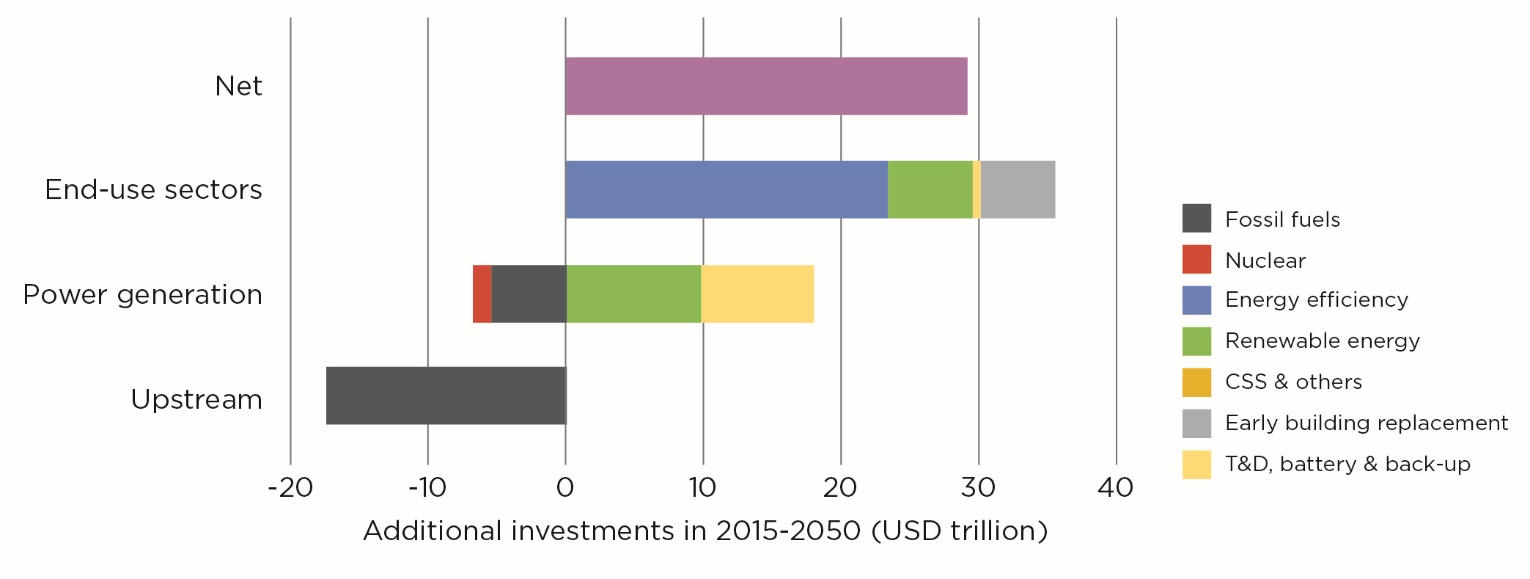 Net
End-use sectors
Power generation
Upstream
-20 -10 0 10 20 30 40
Additional investments in 2015-2050 (USD trillion)
Fossil fuels
Nuclear
Energy efficiency
Renewable energy
CSS & others
Early building replacement
T&D, battery & back-up